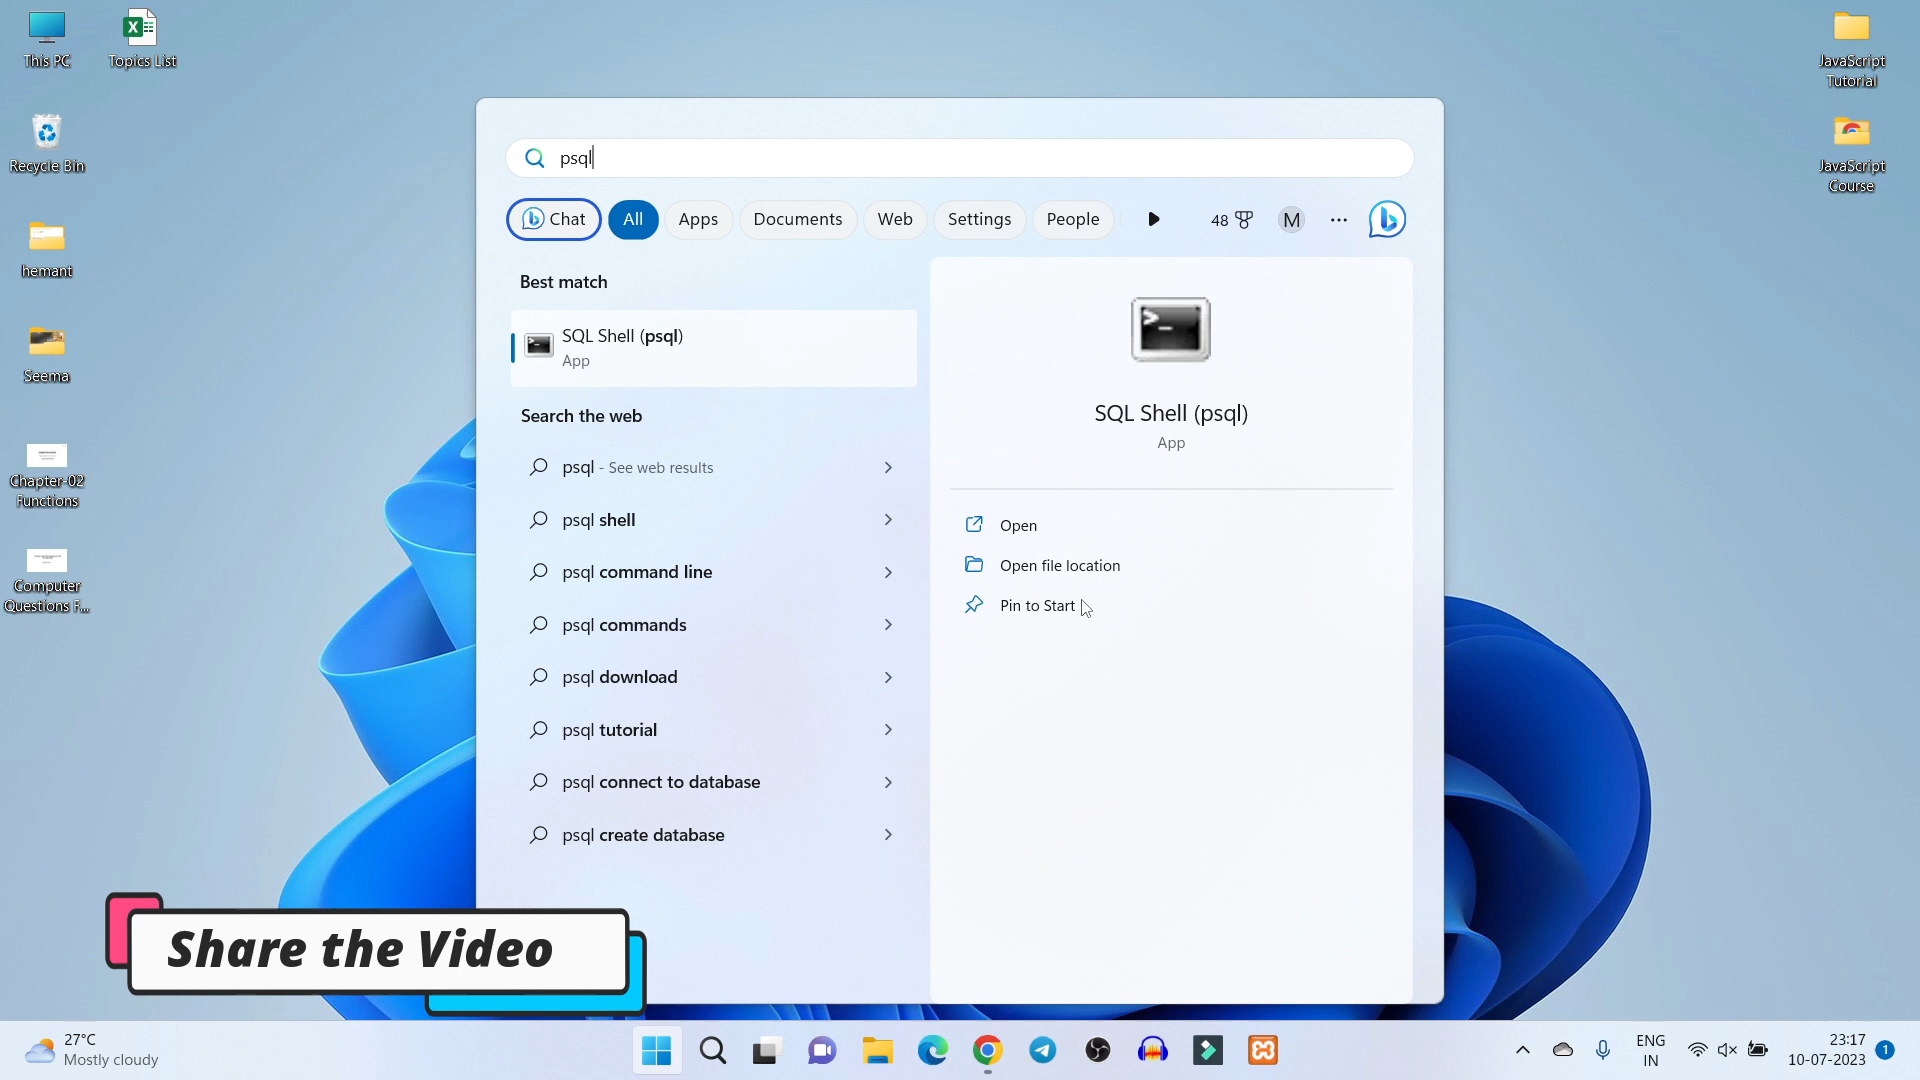 This PC
Topics List
Recycle Bin
hemant
Seema
Chapter-02
Functions
Computer
Questions F...
JavaScript
Tutorial
JavaScript
Course
psql
Chat
All
Apps
Documents
Web
Settings
People
48
M
Best match
SQL Shell (psql)
App
Search the web
psql - See web results
psql shell
psql command line
psql commands
psql download
psql tutorial
psql connect to database
psql create database
SQL Shell (psql)
App
Open
Open file location
Pin to Start
Share the Video
27°C
Mostly cloudy
ENG
IN
23:17
10-07-2023
1